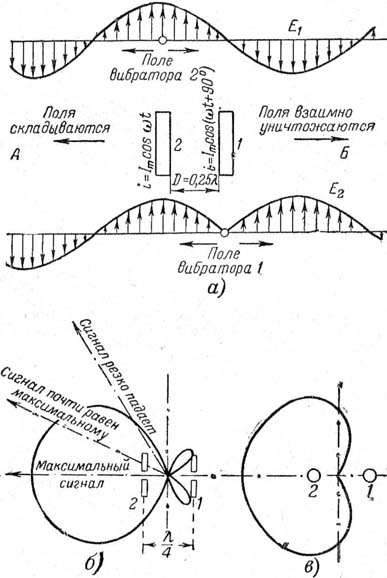 E₁
Поле
вибратора 2
Поля
складываются
А
i=Iₘcos ωt
2
D=0,25λ
i=Iₘcos(ωt+90°)
1
Поля взаимно
уничтожаются
Б
E₂
Поле
вибратора 1
а)
Сигнал резко падает
Сигнал почти равен
максимальному
Максимальный
сигнал
2
1
λ/4
б)
2
1
в)